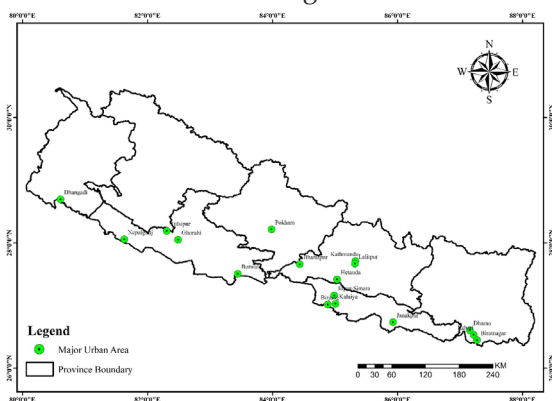 80°0'0"E 82°0'0"E 84°0'0"E 86°0'0"E 88°0'0"E
N
W E
S
30°0'0"N 30°0'0"N
Dhangadi
Pokhara
Nepalgunj
Ghorahi
28°0'0"N 28°0'0"N
Bharatpur
Kathmandu
Lalitpur
Hetauda
Kalaiya
Janakpur
Dharan
Biratnagar
Legend
Major Urban Area
Province Boundary
KM
0 30 60 120 180 240
26°0'0"N 26°0'0"N
80°0'0"E 82°0'0"E 84°0'0"E 86°0'0"E 88°0'0"E